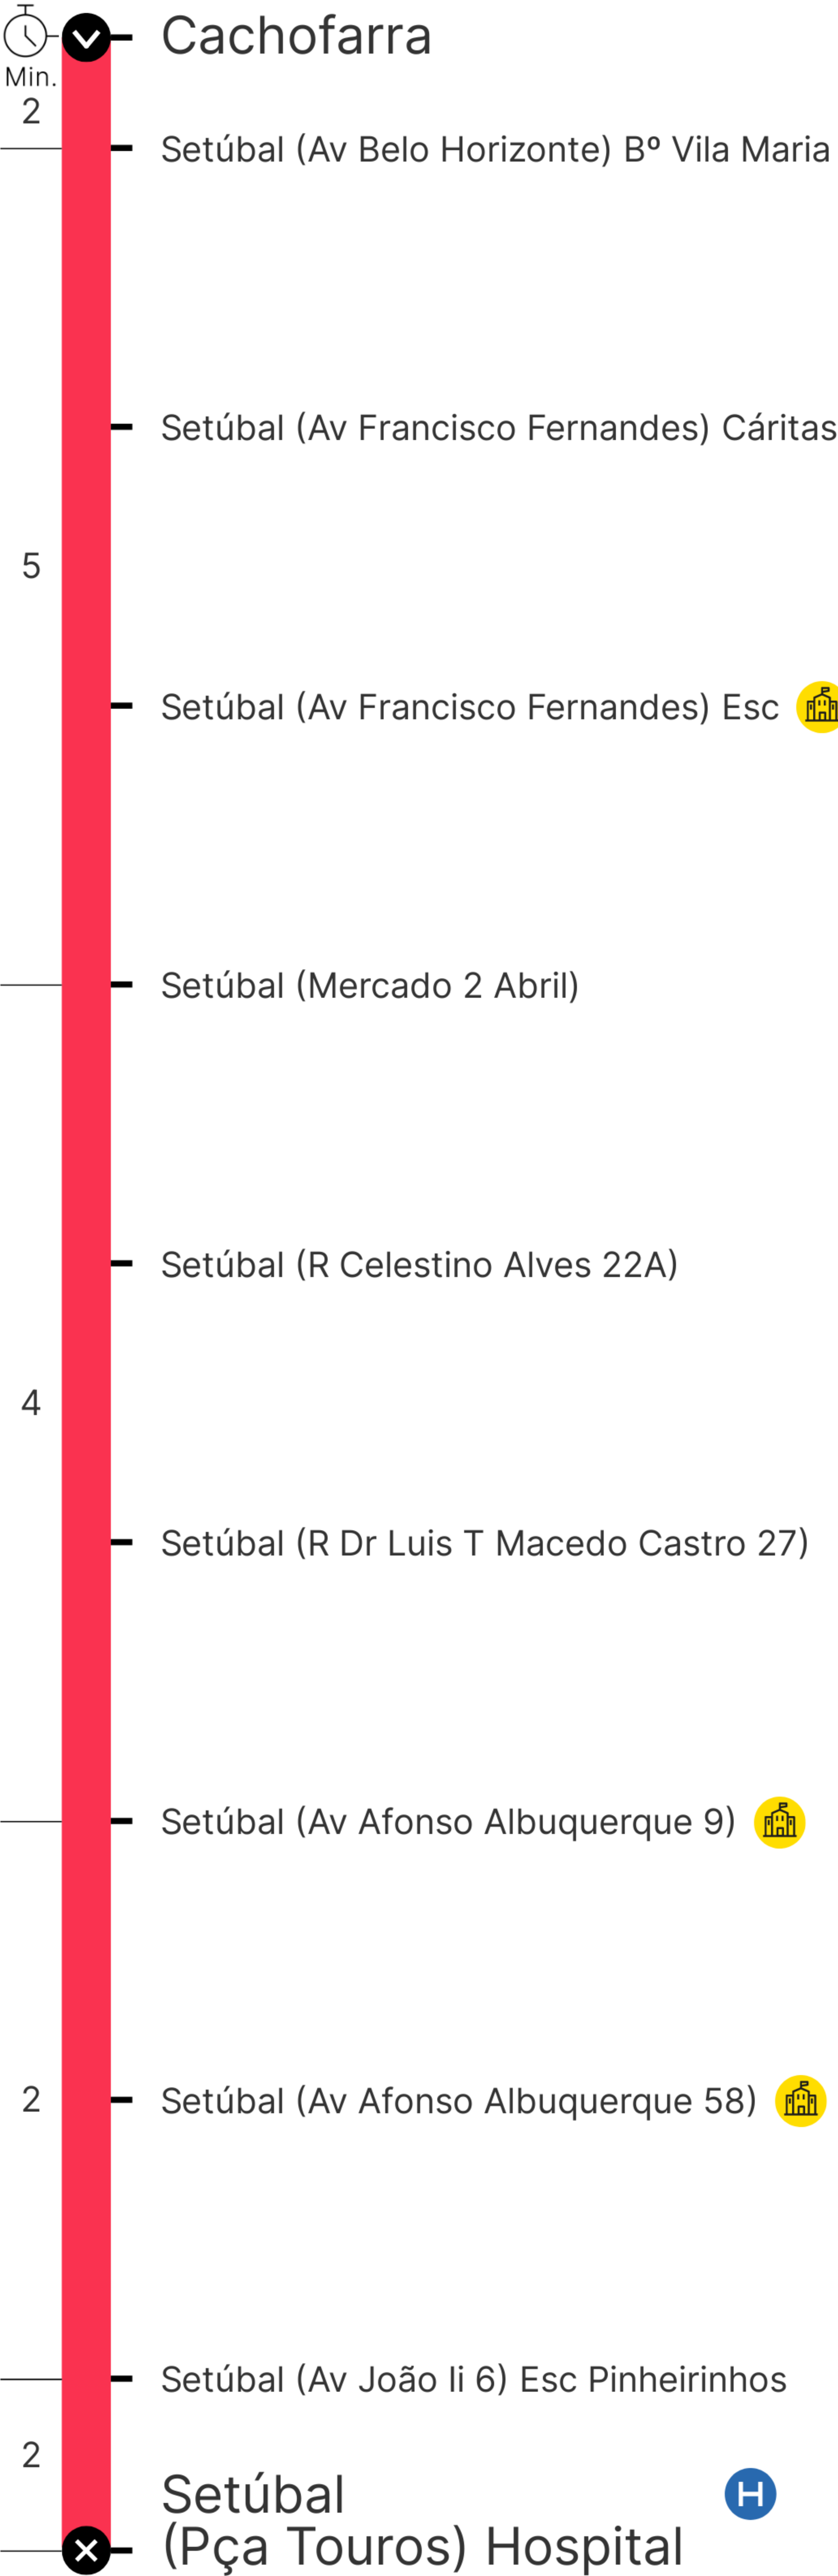 Cachofarra
Min.
2
Setúbal (Av Belo Horizonte) Bº Vila Maria
Setúbal (Av Francisco Fernandes) Cáritas
5
Setúbal (Av Francisco Fernandes) Esc
Setúbal (Mercado 2 Abril)
Setúbal (R Celestino Alves 22A)
4
Setúbal (R Dr Luis T Macedo Castro 27)
Setúbal (Av Afonso Albuquerque 9)
2
Setúbal (Av Afonso Albuquerque 58)
Setúbal (Av João Ii 6) Esc Pinheirinhos
2
Setúbal
H
(Pça Touros) Hospital